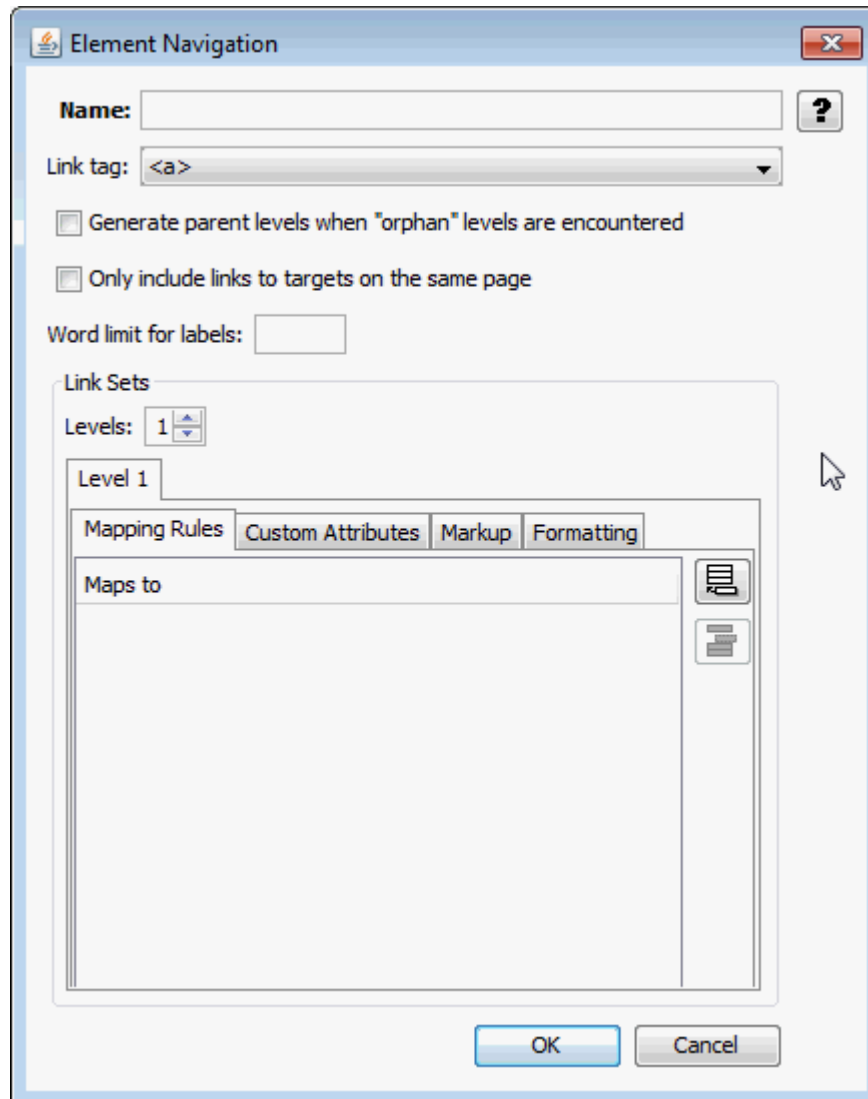 Element Navigation
Name:
?
Link tag: <a>
Generate parent levels when "orphan" levels are encountered
Only include links to targets on the same page
Word limit for labels:
Link Sets
Levels: 1
Level 1
Mapping Rules Custom Attributes Markup Formatting
Maps to
OK Cancel